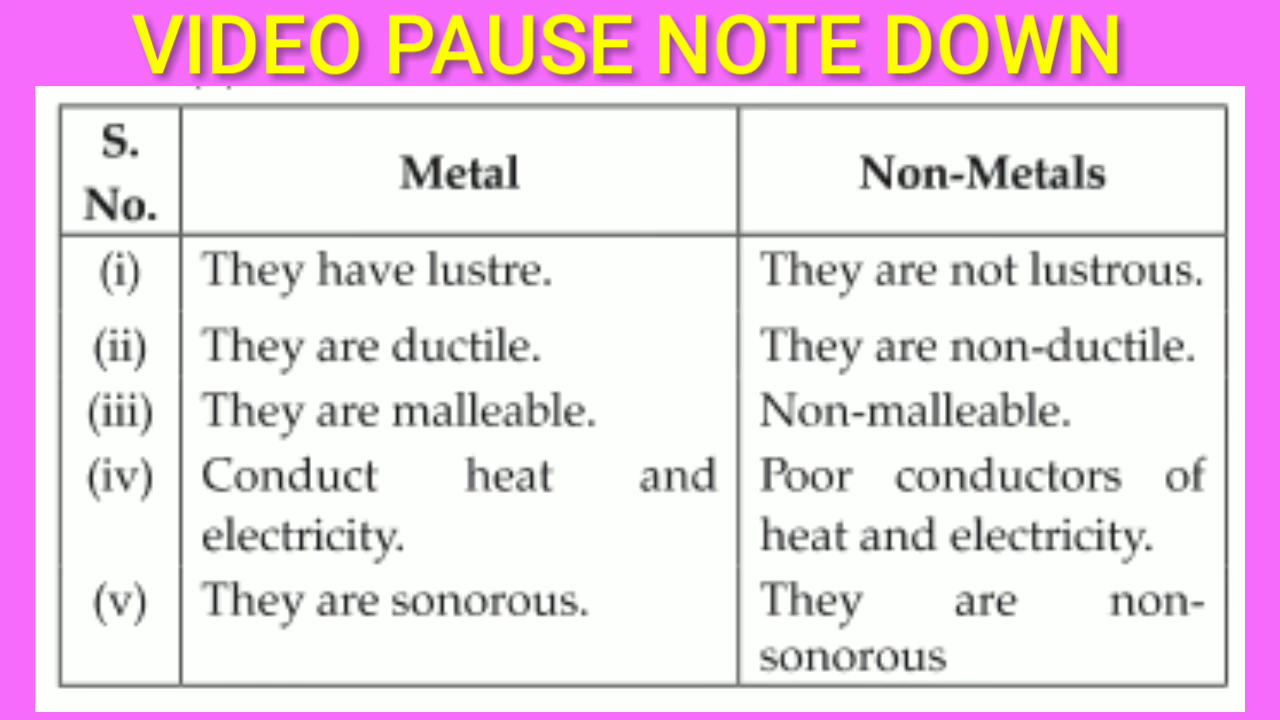 VIDEO PAUSE NOTE DOWN
S. No. Metal Non-Metals
(i) They have lustre. They are not lustrous.
(ii) They are ductile. They are non-ductile.
(iii) They are malleable. Non-malleable.
(iv) Conduct heat and Poor conductors of
electricity. heat and electricity.
(v) They are sonorous. They are non-
sonorous